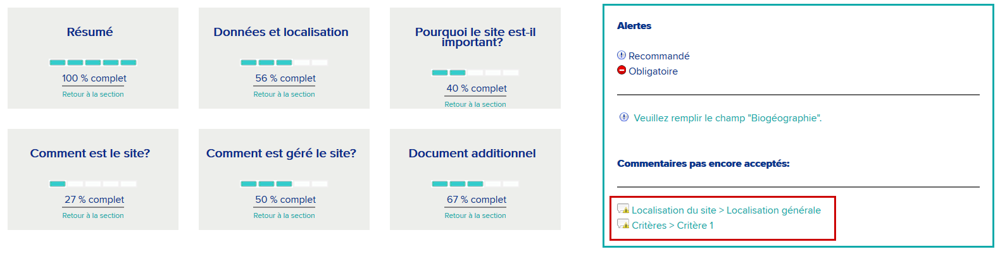 Résumé
100 % complet
Retour à la section
Données et localisation
56 % complet
Retour à la section
Pourquoi le site est-il
important?
40 % complet
Retour à la section
Comment est le site?
27 % complet
Retour à la section
Comment est géré le site?
50 % complet
Retour à la section
Document additionnel
67 % complet
Retour à la section
Alertes
Recommandé
Obligatoire
Veuillez remplir le champ "Biogéographie".
Commentaires pas encore acceptés:
Localisation du site > Localisation générale
Critères > Critère 1